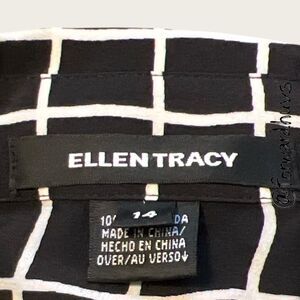 ELLEN TRACY
14
MADE IN CHINA/
HECHO EN CHINA
OVER/AU VERSO↓